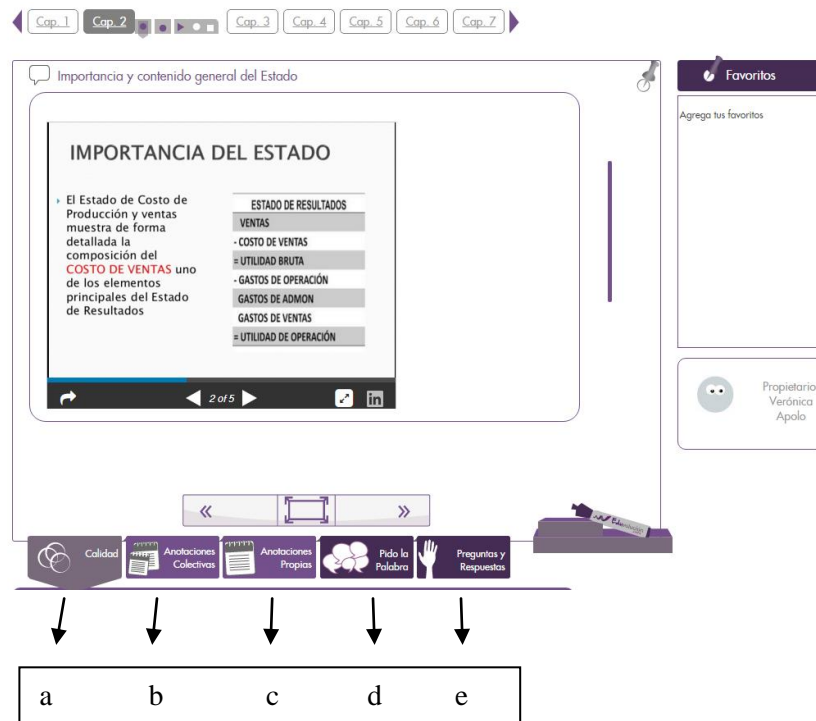 Cap. 1
Cap. 2
Cap. 3
Cap. 4
Cap. 5
Cap. 6
Cap. 7
Importancia y contenido general del Estado
Favoritos
Agrega tus favoritos
IMPORTANCIA DEL ESTADO
El Estado de Costo de
Producción y ventas
muestra de forma
detallada la
composición del
COSTO DE VENTAS uno
de los elementos
principales del Estado
de Resultados
ESTADO DE RESULTADOS
VENTAS
- COSTO DE VENTAS
= UTILIDAD BRUTA
- GASTOS DE OPERACIÓN
GASTOS DE ADMON
GASTOS DE VENTAS
= UTILIDAD DE OPERACIÓN
2 of 5
in
Propietario
Verónica
Apolo
Calidad
Anotaciones
Colectivas
Anotaciones
Propias
Pido la
Palabra
Preguntas y
Respuestas
a b c d e